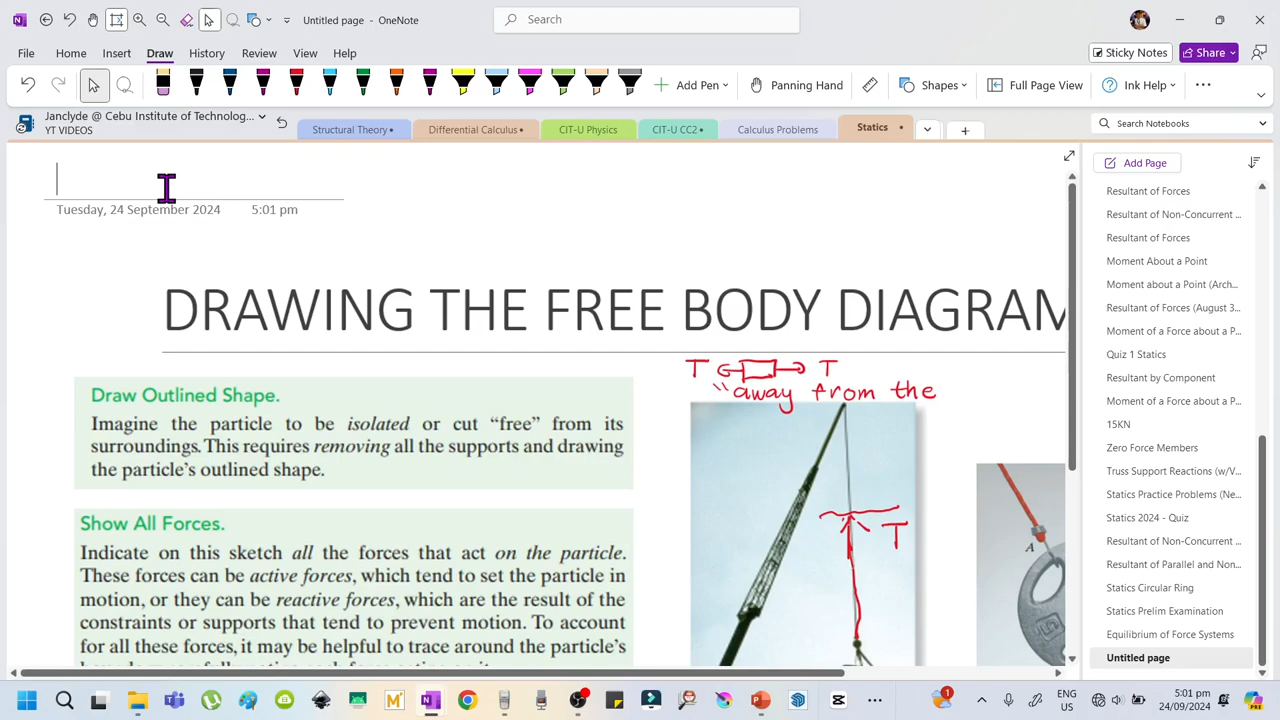 Untitled page - OneNote
Search
File Home Insert Draw History Review View Help
Sticky Notes Share
Add Pen Panning Hand Shapes Full Page View Ink Help
Janclyde @ Cebu Institute of Technolog...
YT VIDEOS
Structural Theory Differential Calculus CIT-U Physics CIT-U CC2 Calculate Problems Statics
Search Notebooks
Add Page
Tuesday, 24 September 2024 5:01 pm
DRAWING THE FREE BODY DIAGRAM
T T
"away from the
Draw Outlined Shape.
Imagine the particle to be isolated or cut “free” from its
surroundings. This requires removing all the supports and drawing
the particle's outlined shape.
Show All Forces.
Indicate on this sketch all the forces that act on the particle.
These forces can be active forces, which tend to set the particle in
motion, or they can be reactive forces, which are the result of the
constraints or supports that tend to prevent motion. To account
for all these forces, it may be helpful to trace around the particle's
T
A
Resultant of Forces
Resultant of Non-Concurrent ...
Resultant of Forces
Moment About a Point
Moment about a Point (Arch...
Resultant of Forces (August 3...
Moment of a Force about a P...
Quiz 1 Statics
Resultant by Component
Moment of a Force about a P...
15KN
Zero Force Members
Truss Support Reactions (w/V...
Statics Practice Problems (Ne...
Statics 2024 - Quiz
Resultant of Non-Concurrent ...
Resultant of Parallel and Non...
Statics Circular Ring
Statics Prelim Examination
Equilibrium of Force Systems
Untitled page
1
ENG
US
5:01 pm
24/09/2024